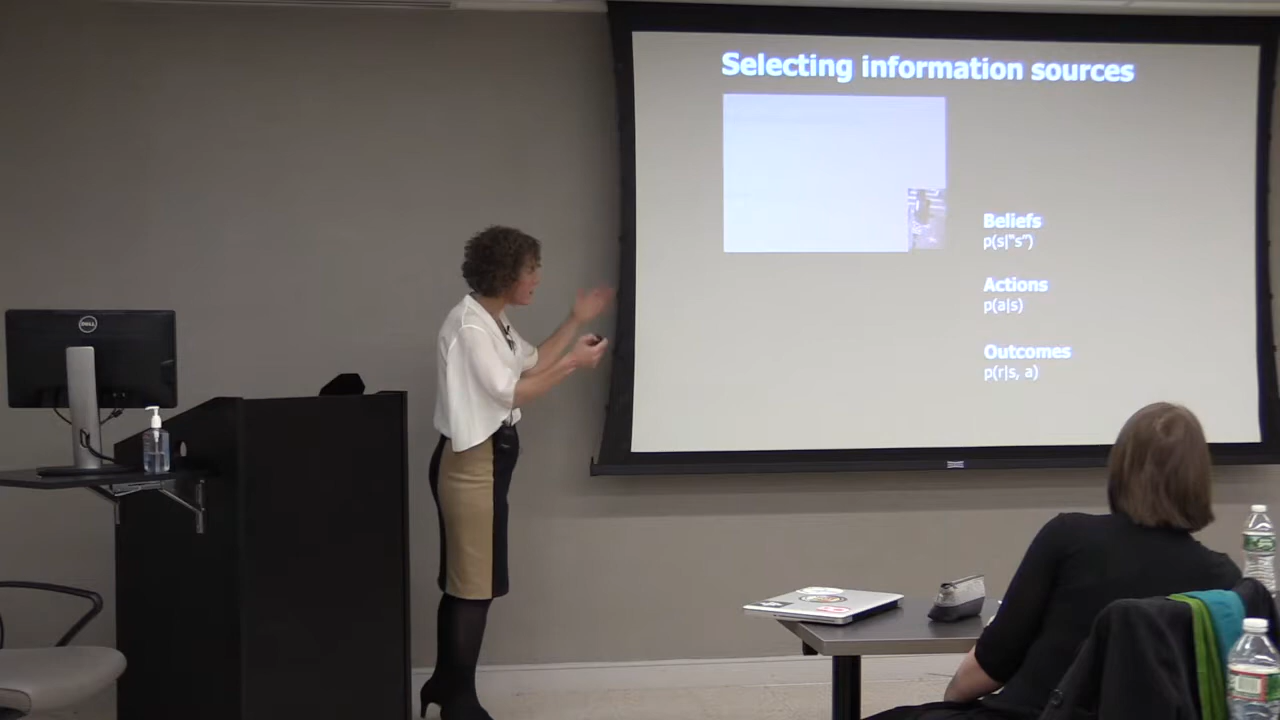 Selecting information sources
Beliefs
p(s|"s")
Actions
p(a|s)
Outcomes
p(r|s, a)
DELL